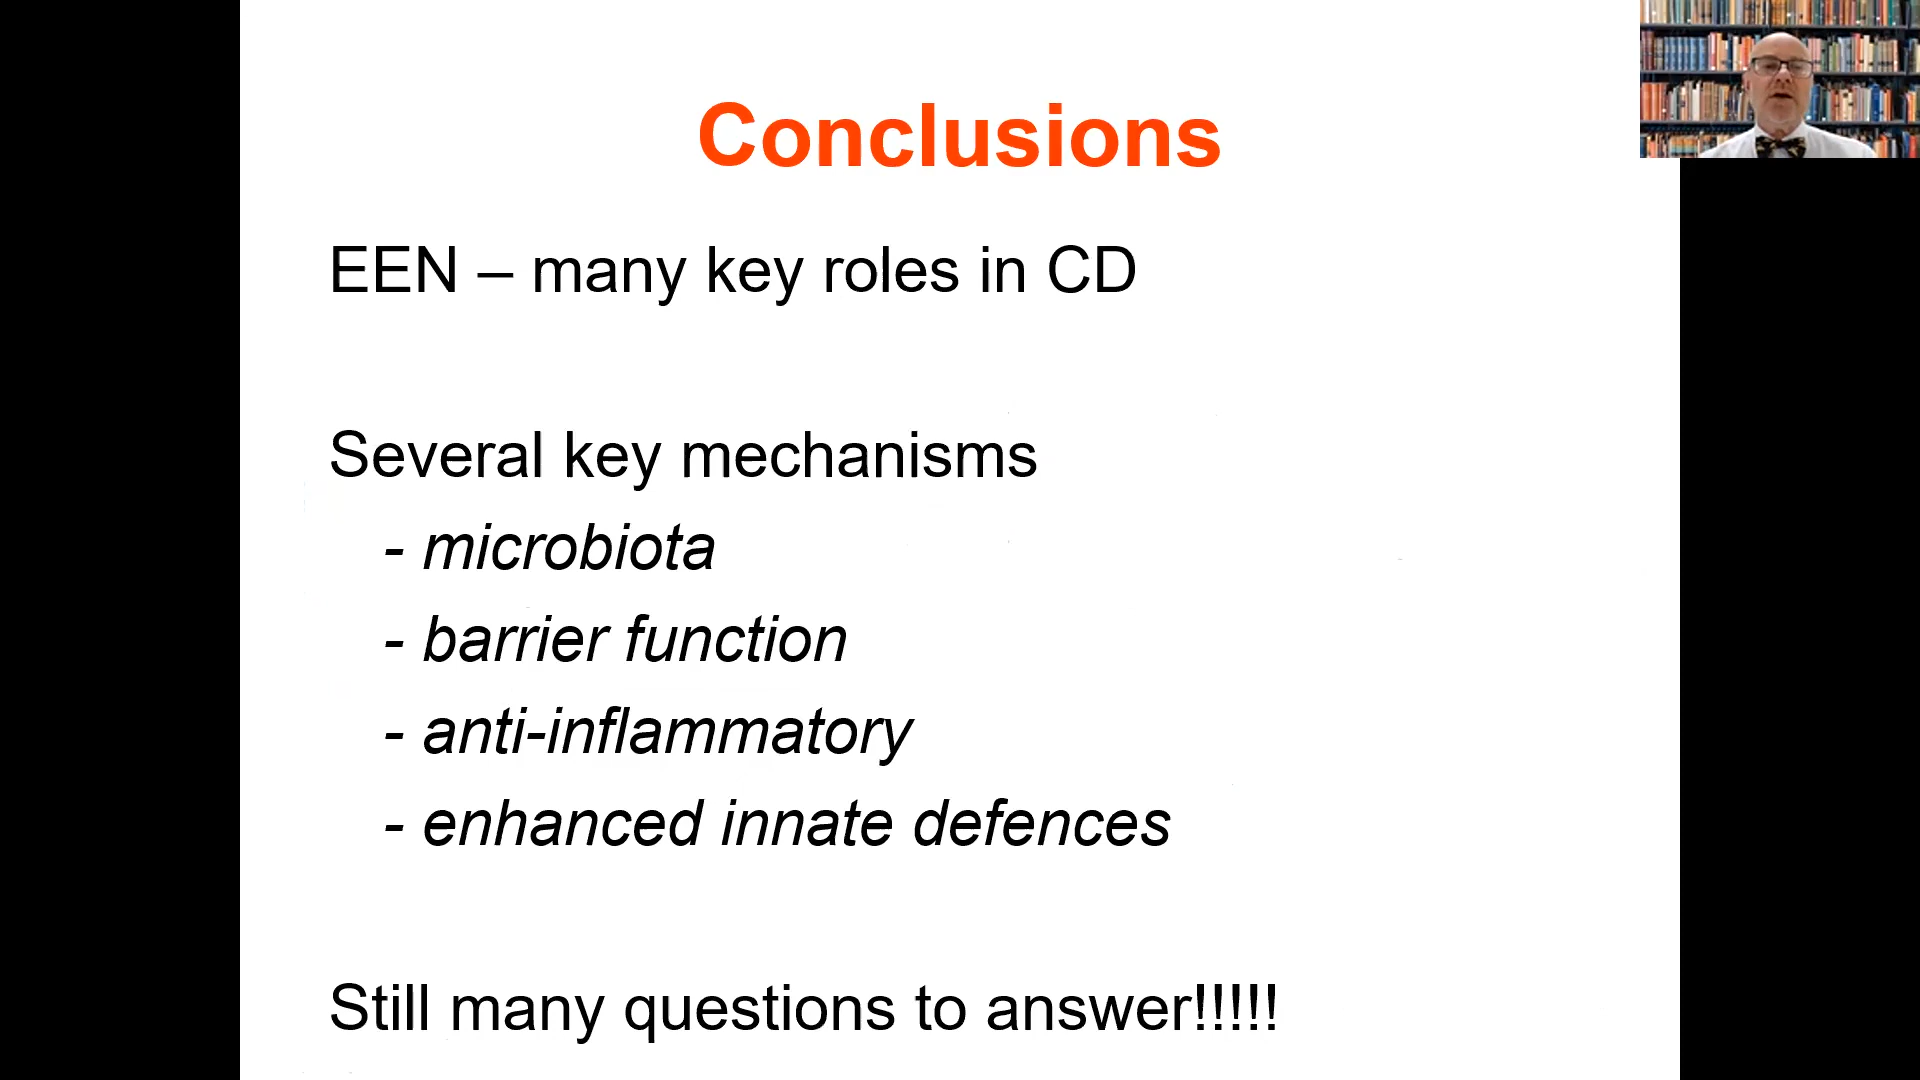 Conclusions
EEN – many key roles in CD
Several key mechanisms
- microbiota
- barrier function
- anti-inflammatory
- enhanced innate defences
Still many questions to answer!!!!!